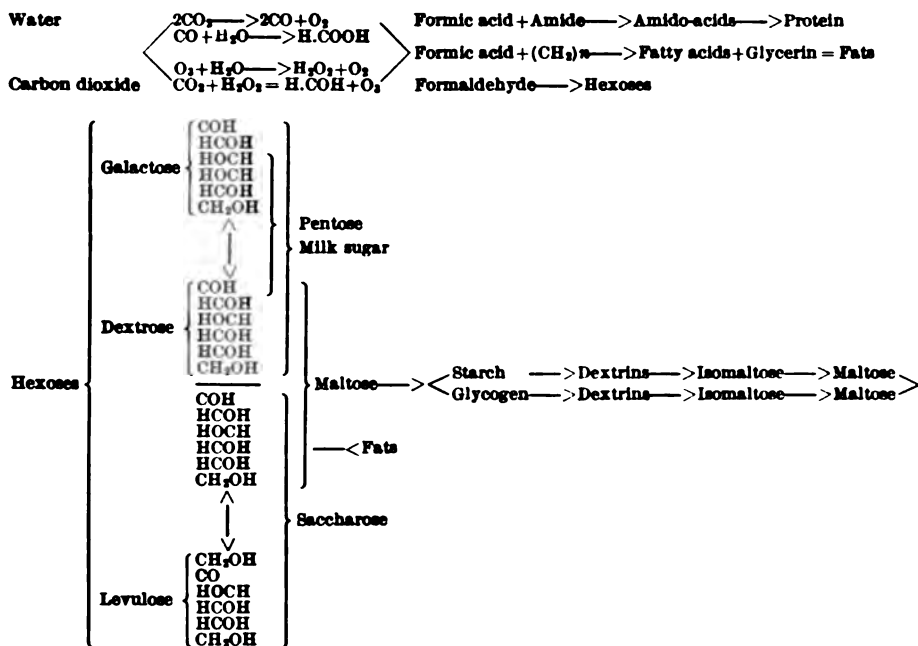 Water 2CO₂⟶2CO+O₂ Formic acid+Amide⟶Amido-acids⟶Protein
CO+H₂O⟶H.COOH
Formic acid+(CH₂)n⟶Fatty acids+Glycerin=Fats
O₃+H₂O⟶H₂O₂+O₂
Carbon dioxide CO₂+H₂O₂=H.COH+O₃ Formaldehyde⟶Hexoses
COH
HCOH
HOCH
Galactose HOCH
HCOH
CH₂OH
Pentose
Milk sugar
COH
HCOH
HOCH
Dextrose HCOH
HCOH
CH₂OH
Starch ⟶Dextrins⟶Isomaltose⟶Maltose
Hexoses Maltose⟶
Glycogen⟶Dextrins⟶Isomaltose⟶Maltose
COH
HCOH
HOCH
HCOH —<Fats
HCOH
CH₂OH
Saccharose
CH₂OH
CO
HOCH
Levulose HCOH
HCOH
CH₂OH